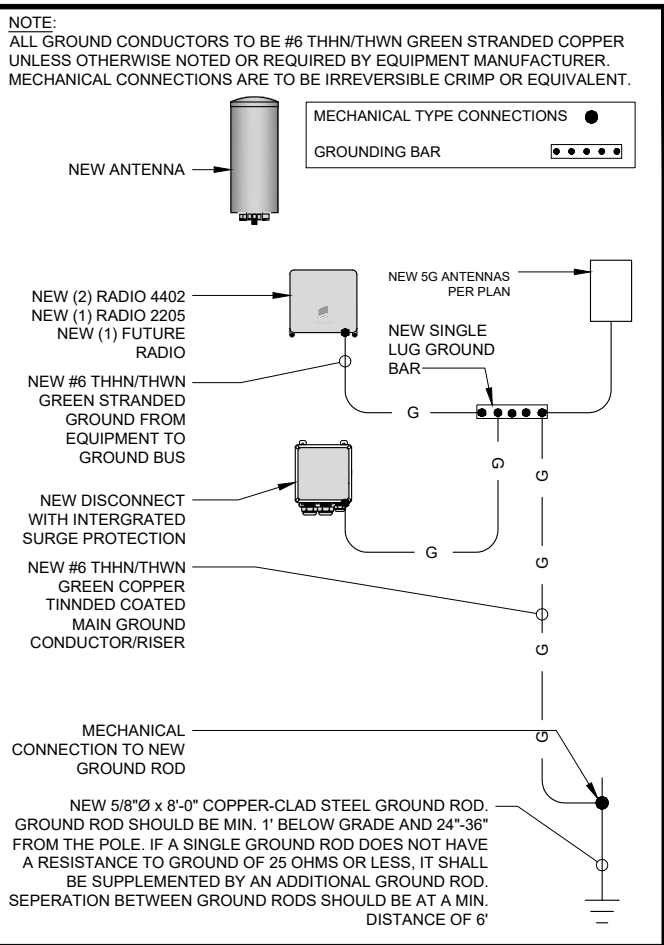 NOTE:
ALL GROUND CONDUCTORS TO BE #6 THHN/THWN GREEN STRANDED COPPER
UNLESS OTHERWISE NOTED OR REQUIRED BY EQUIPMENT MANUFACTURER.
MECHANICAL CONNECTIONS ARE TO BE IRREVERSIBLE CRIMP OR EQUIVALENT.
MECHANICAL TYPE CONNECTIONS
GROUNDING BAR
NEW ANTENNA
NEW 5G ANTENNAS
PER PLAN
NEW (2) RADIO 4402
NEW (1) RADIO 2205
NEW (1) FUTURE
RADIO
NEW SINGLE
LUG GROUND
BAR
NEW #6 THHN/THWN
GREEN STRANDED
GROUND FROM
EQUIPMENT TO
GROUND BUS
G
G
G
NEW DISCONNECT
WITH INTERGRATED
SURGE PROTECTION
G
G
NEW #6 THHN/THWN
GREEN COPPER
TINNDED COATED
MAIN GROUND
CONDUCTOR/RISER
G
G
MECHANICAL
CONNECTION TO NEW
GROUND ROD
NEW 5/8"Ø x 8'-0" COPPER-CLAD STEEL GROUND ROD.
GROUND ROD SHOULD BE MIN. 1' BELOW GRADE AND 24"-36"
FROM THE POLE. IF A SINGLE GROUND ROD DOES NOT HAVE
A RESISTANCE TO GROUND OF 25 OHMS OR LESS, IT SHALL
BE SUPPLEMENTED BY AN ADDITIONAL GROUND ROD.
SEPERATION BETWEEN GROUND RODS SHOULD BE AT A MIN.
DISTANCE OF 6'